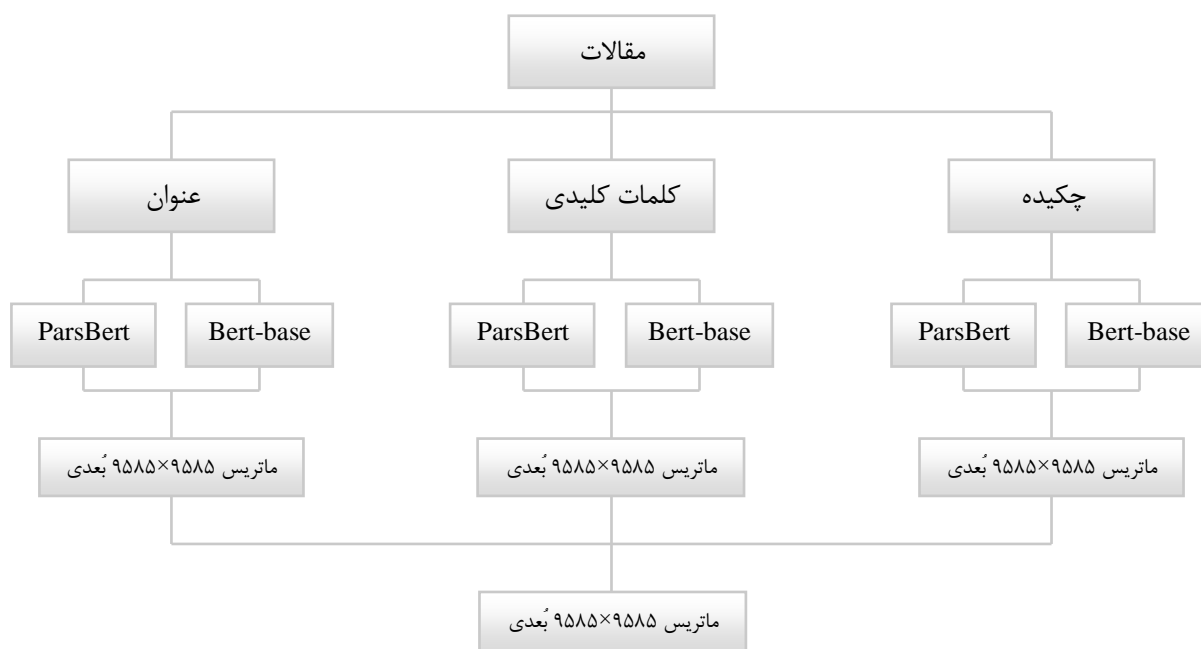 مقالات
چکیده
کلمات کلیدی
عنوان
Bert-base
ParsBert
Bert-base
ParsBert
Bert-base
ParsBert
ماتریس ۹۵۸۵×۹۵۸۵ بُعدی
ماتریس ۹۵۸۵×۹۵۸۵ بُعدی
ماتریس ۹۵۸۵×۹۵۸۵ بُعدی
ماتریس ۹۵۸۵×۹۵۸۵ بُعدی